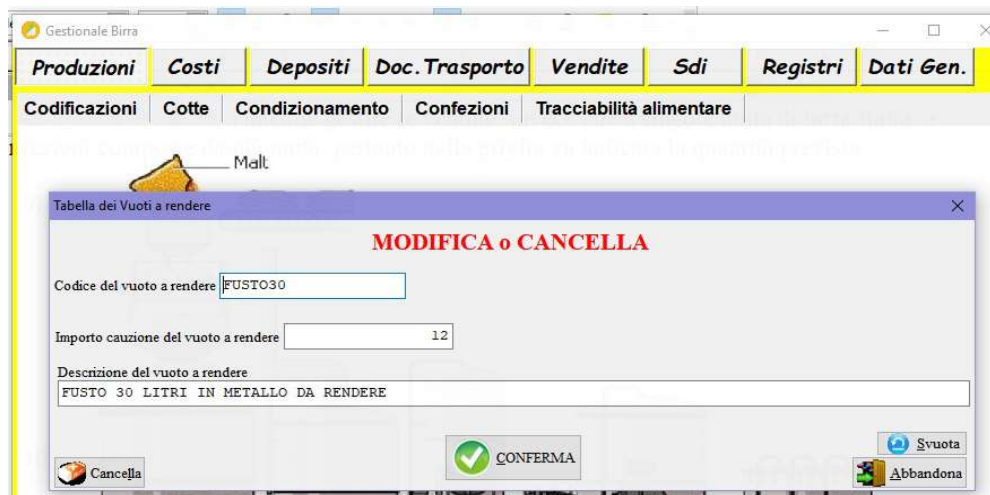 Gestionale Birra
Produzioni Costi Depositi Doc.Trasporto Vendite Sdi Registri Dati Gen.
Codificazioni Cotte Condizionamento Confezioni Tracciabilità alimentare
Malt
Tabella dei Vuoti a rendere
MODIFICA o CANCELLA
Codice del vuoto a rendere FUSTO30
Importo cauzione del vuoto a rendere 12
Descrizione del vuoto a rendere
FUSTO 30 LITRI IN METALLO DA RENDERE
Svuota
CONFERMA
Cancella
Abbandona